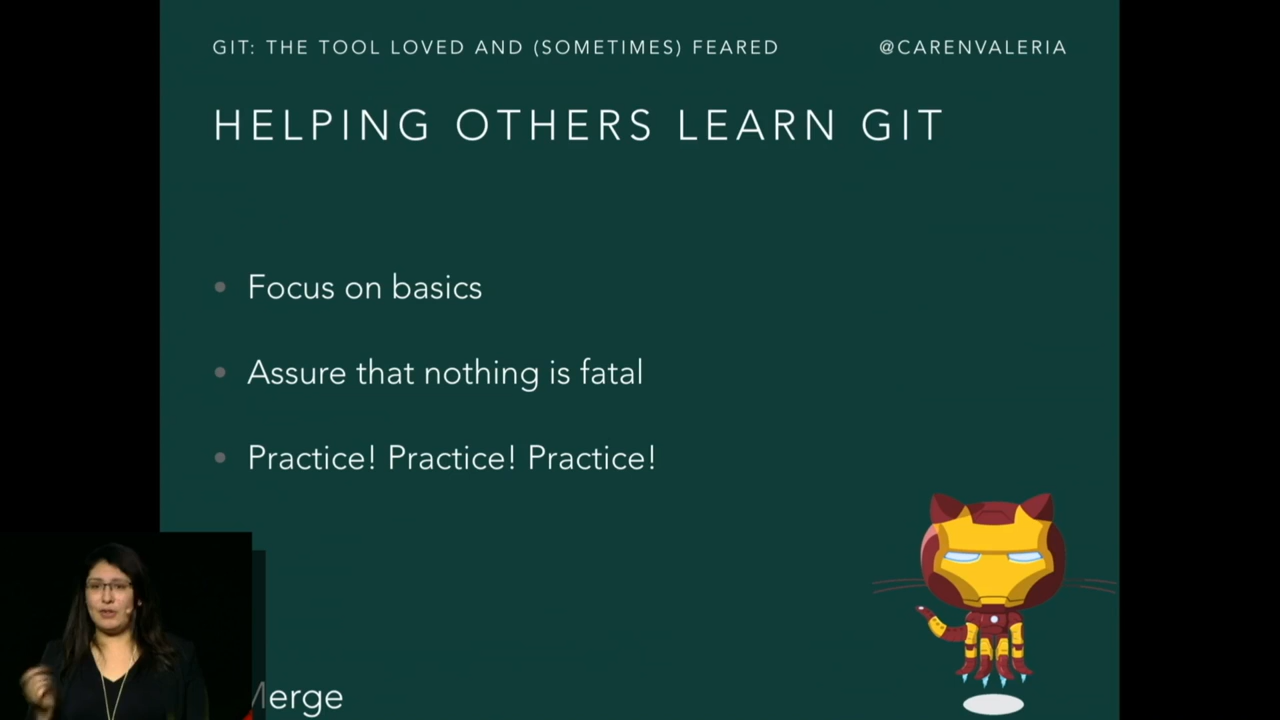 GIT: THE TOOL LOVED AND (SOMETIMES) FEARED @CARENVALERIA
HELPING OTHERS LEARN GIT
• Focus on basics
• Assure that nothing is fatal
• Practice! Practice! Practice!
Merge